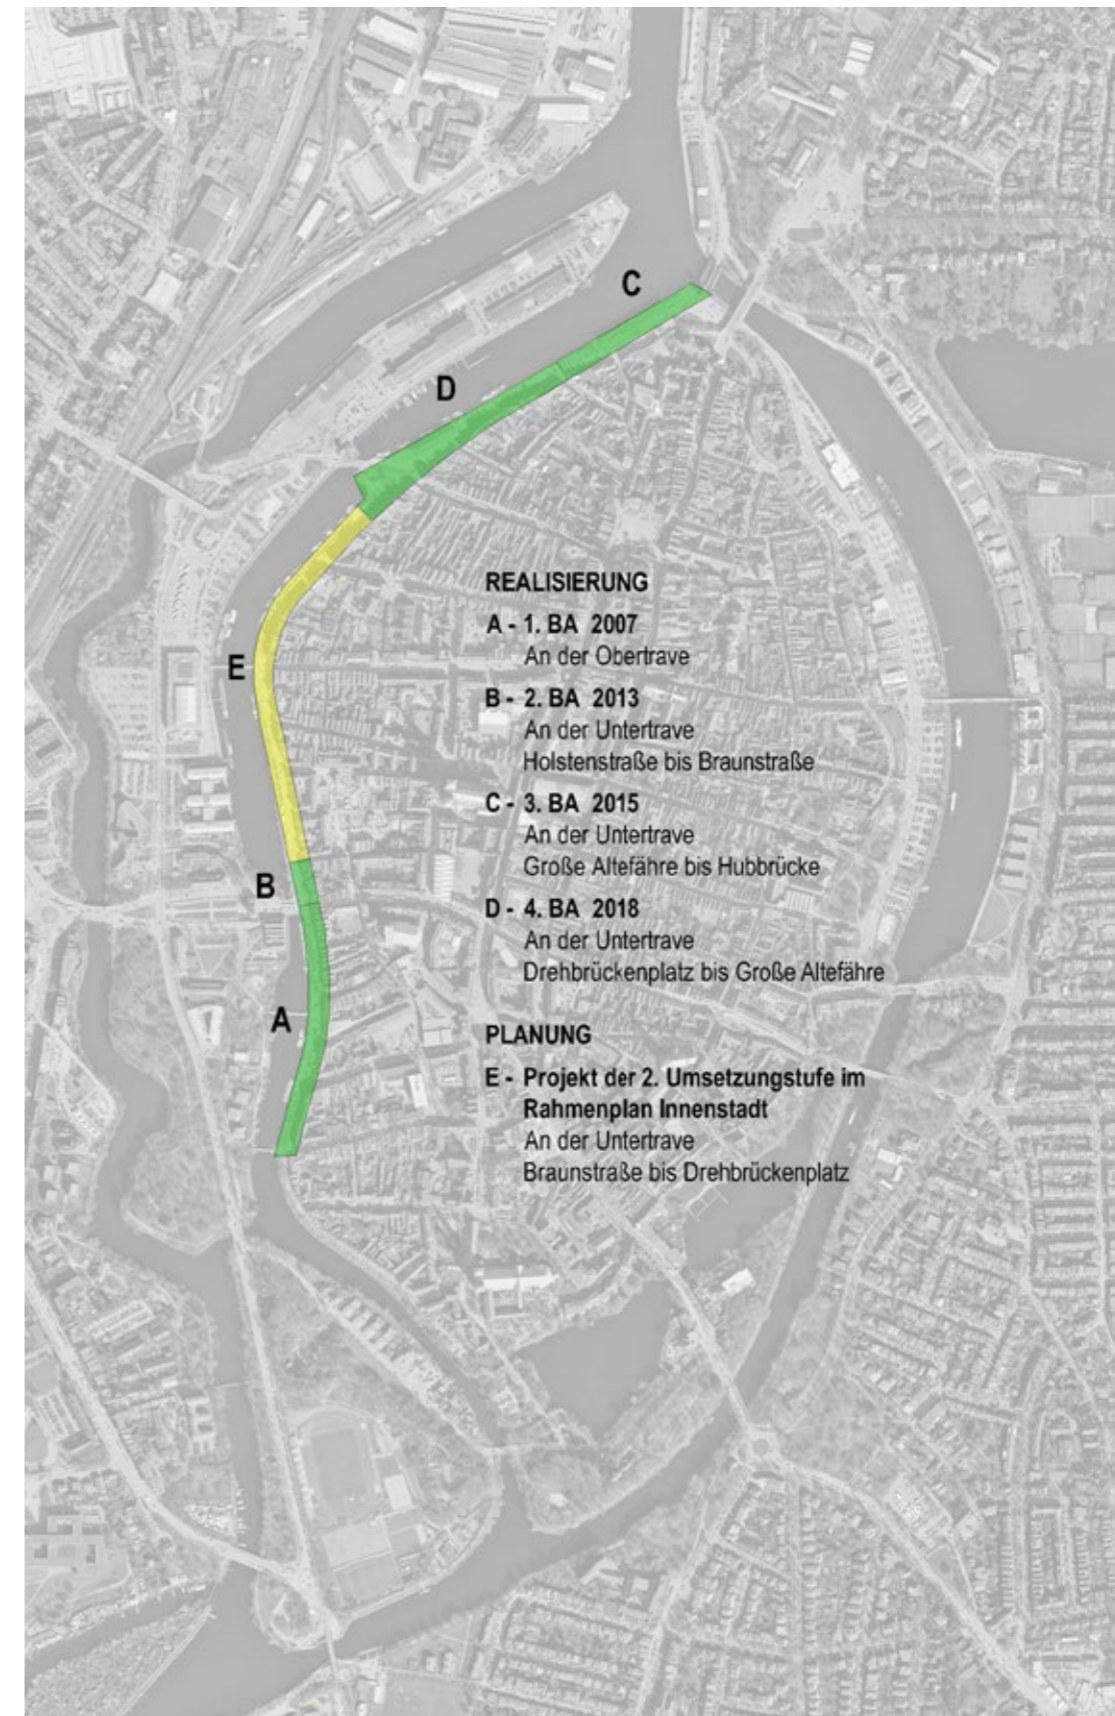 C
D
E
B
A
REALISIERUNG
A - 1. BA 2007
An der Obertrave
B - 2. BA 2013
An der Untertrave
Holstenstraße bis Braunstraße
C - 3. BA 2015
An der Untertrave
Große Altefähre bis Hubbrücke
D - 4. BA 2018
An der Untertrave
Drehbrückenplatz bis Große Altefähre
PLANUNG
E - Projekt der 2. Umsetzungstufe im
Rahmenplan Innenstadt
An der Untertrave
Braunstraße bis Drehbrückenplatz